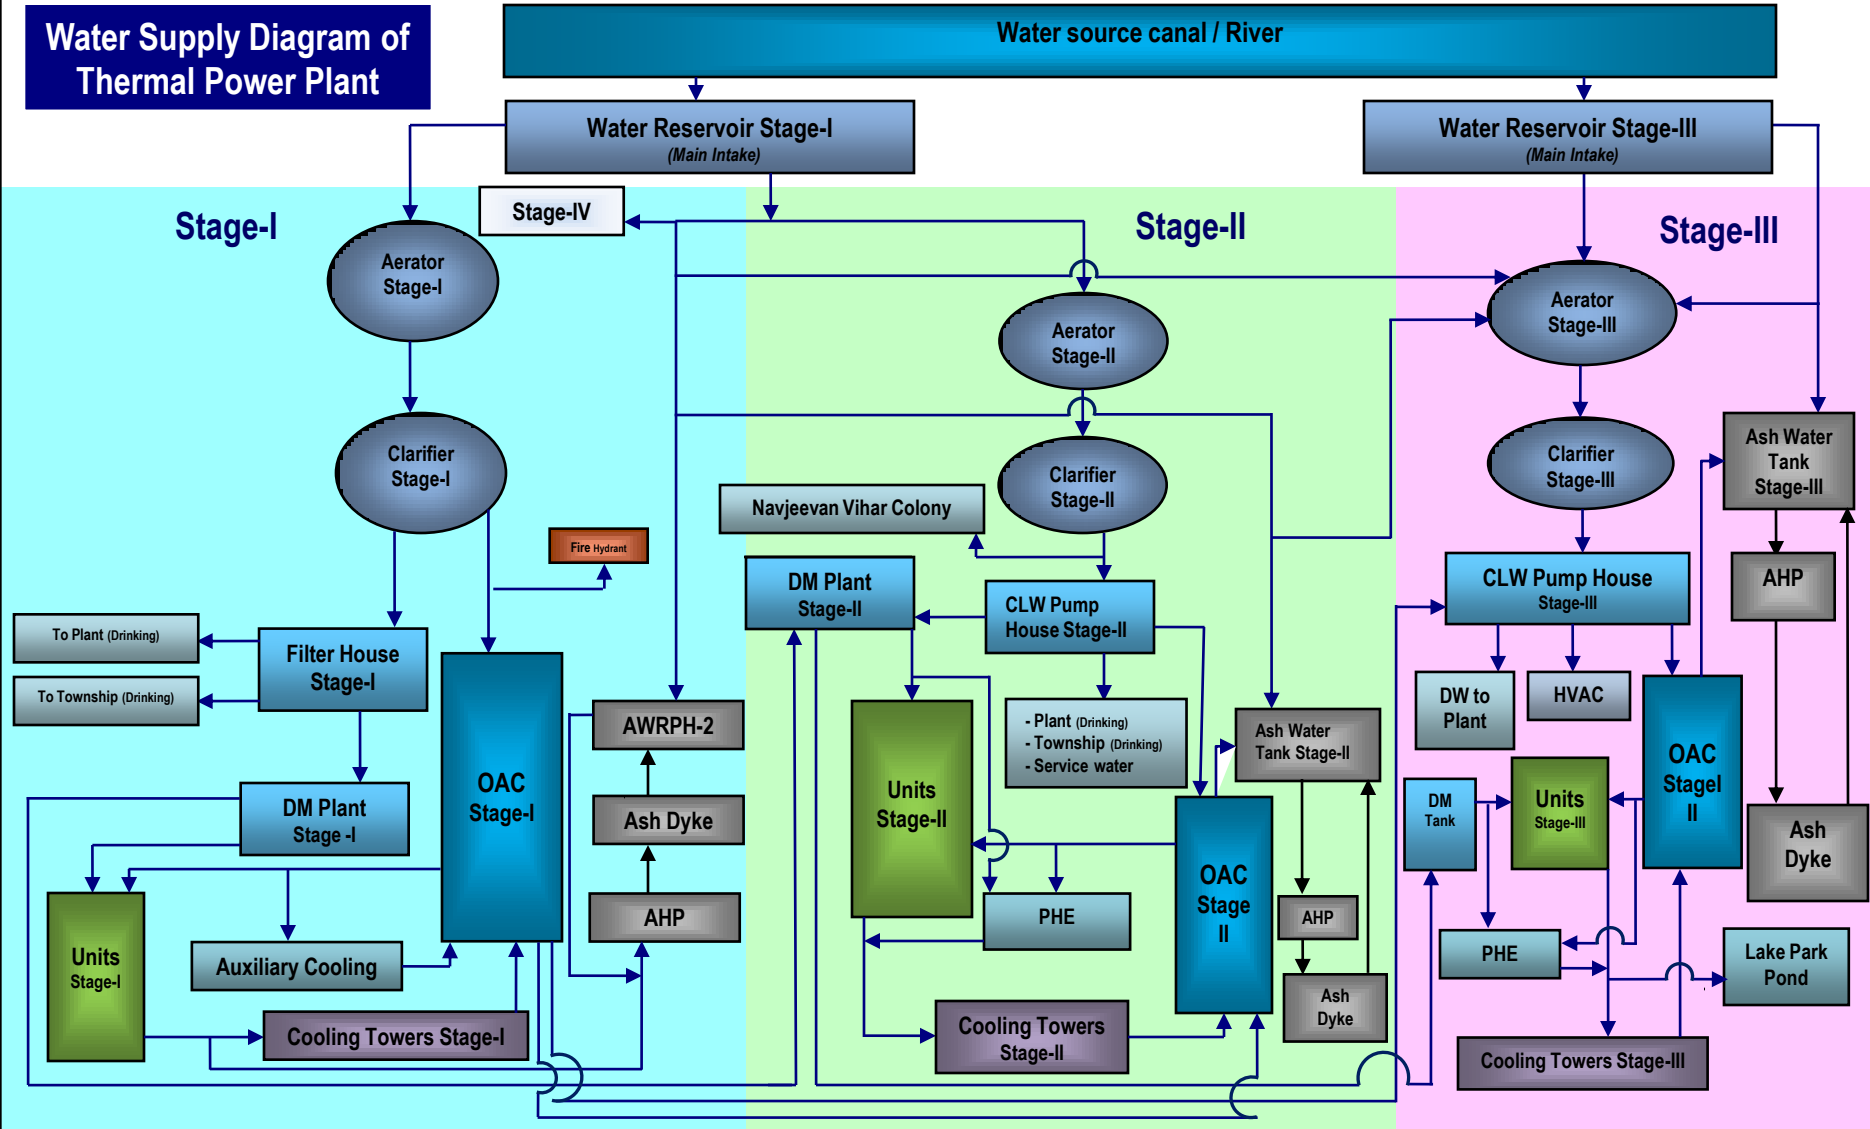 Water Supply Diagram of
Thermal Power Plant
Water source canal / River
Water Reservoir Stage-I
(Main Intake)
Water Reservoir Stage-III
(Main Intake)
Stage-I
Stage-IV
Stage-II
Stage-III
Aerator
Stage-I
Aerator
Stage-II
Aerator
Stage-III
Clarifier
Stage-I
Clarifier
Stage-II
Clarifier
Stage-III
Ash Water
Tank
Stage-III
Navjeevan Vihar Colony
Fire Hydrant
DM Plant
Stage-II
CLW Pump
House Stage-II
CLW Pump House
Stage-III
AHP
To Plant (Drinking)
To Township (Drinking)
Filter House
Stage-I
OAC
Stage-I
AWRPH-2
- Plant (Drinking)
- Township (Drinking)
- Service water
Ash Water
Tank Stage-II
DW to
Plant
HVAC
OAC
Stagel
II
DM Plant
Stage -I
Ash Dyke
Units
Stage-II
DM
Tank
Units
Stage-III
Ash
Dyke
AHP
PHE
OAC
Stage
II
AHP
Units
Stage-I
Auxiliary Cooling
PHE
Lake Park
Pond
Cooling Towers Stage-I
Cooling Towers
Stage-II
Ash
Dyke
Cooling Towers Stage-III